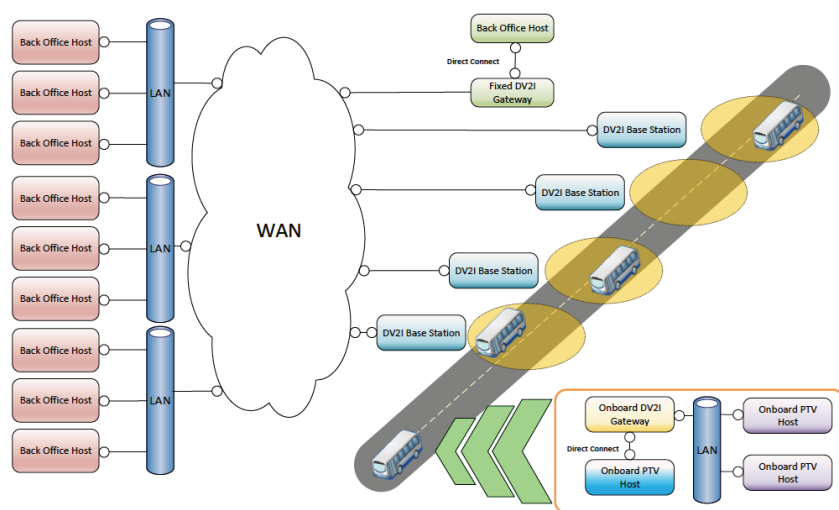 Back Office Host
Back Office Host
Back Office Host
LAN
Back Office Host
Back Office Host
Back Office Host
LAN
Back Office Host
Back Office Host
Back Office Host
LAN
WAN
Back Office Host
Direct Connect
Fixed DV2I
Gateway
DV2I Base Station
DV2I Base Station
DV2I Base Station
DV2I Base Station
Onboard DV2I
Gateway
Direct Connect
Onboard PTV
Host
LAN
Onboard PTV
Host
Onboard PTV
Host